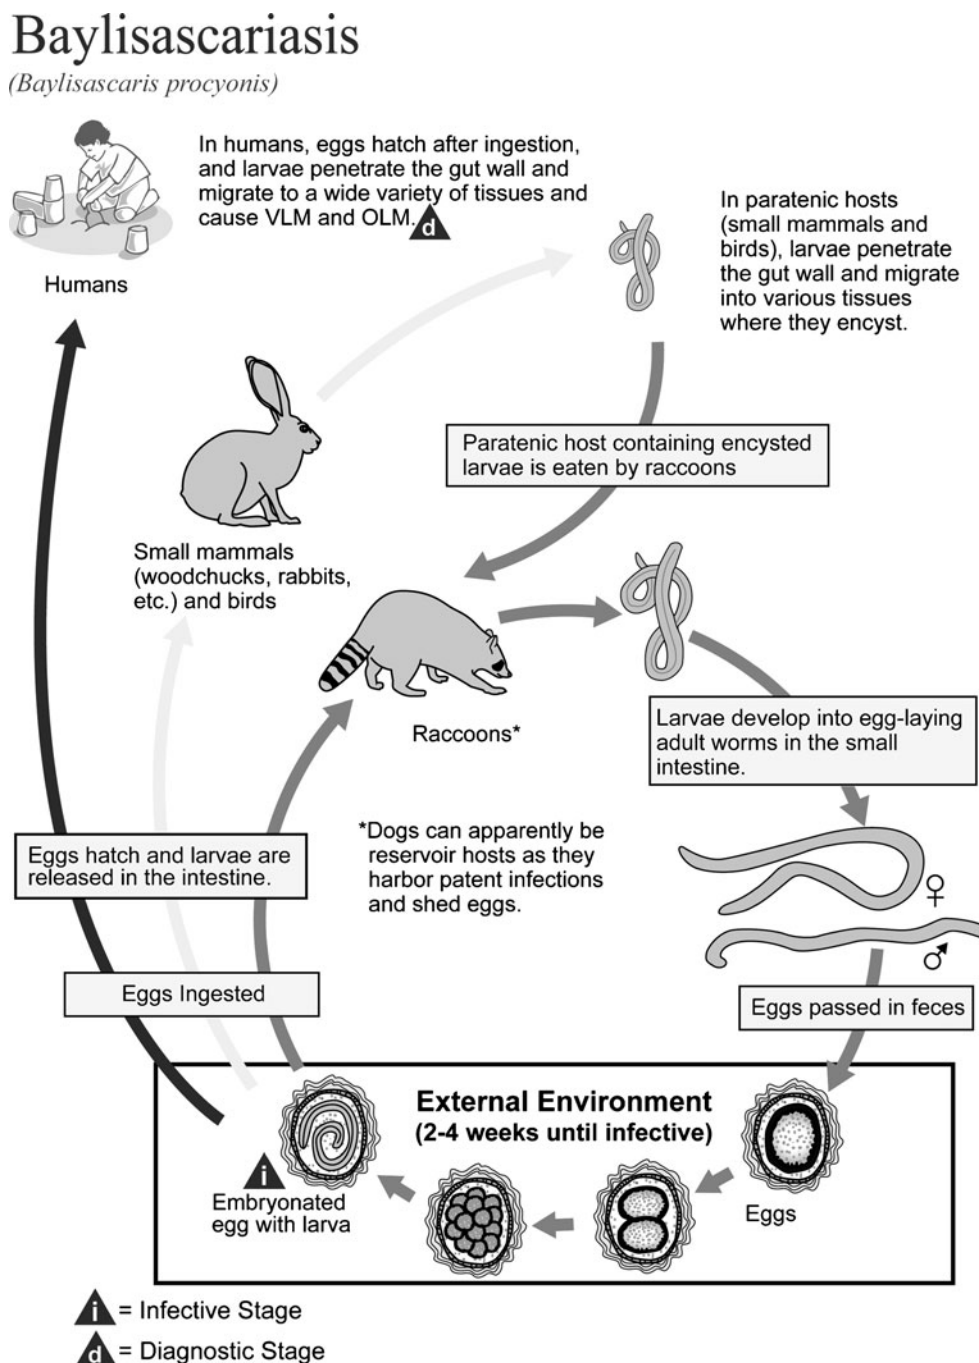 Baylisascariasis
(Baylisascaris procyonis)
In humans, eggs hatch after ingestion,
and larvae penetrate the gut wall and
migrate to a wide variety of tissues and
cause VLM and OLM.
d
Humans
In paratenic hosts
(small mammals and
birds), larvae penetrate
the gut wall and migrate
into various tissues
where they encyst.
Paratenic host containing encysted
larvae is eaten by raccoons
Small mammals
(woodchucks, rabbits,
etc.) and birds
Raccoons*
Larvae develop into egg-laying
adult worms in the small
intestine.
*Dogs can apparently be
reservoir hosts as they
harbor patent infections
and shed eggs.
Eggs hatch and larvae are
released in the intestine.
♀
♂
Eggs Ingested
Eggs passed in feces
External Environment
(2-4 weeks until infective)
i
Embryonated
egg with larva
Eggs
i = Infective Stage
d = Diagnostic Stage